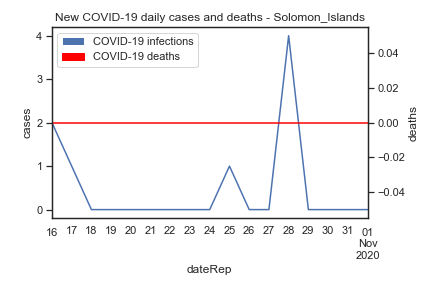 New COVID-19 daily cases and deaths - Solomon_Islands
COVID-19 infections
COVID-19 deaths
cases
4
3
2
1
0
deaths
0.04
0.02
0.00
−0.02
−0.04
16 17 18 19 20 21 22 23 24 25 26 27 28 29 30 31 01
Nov
2020
dateRep